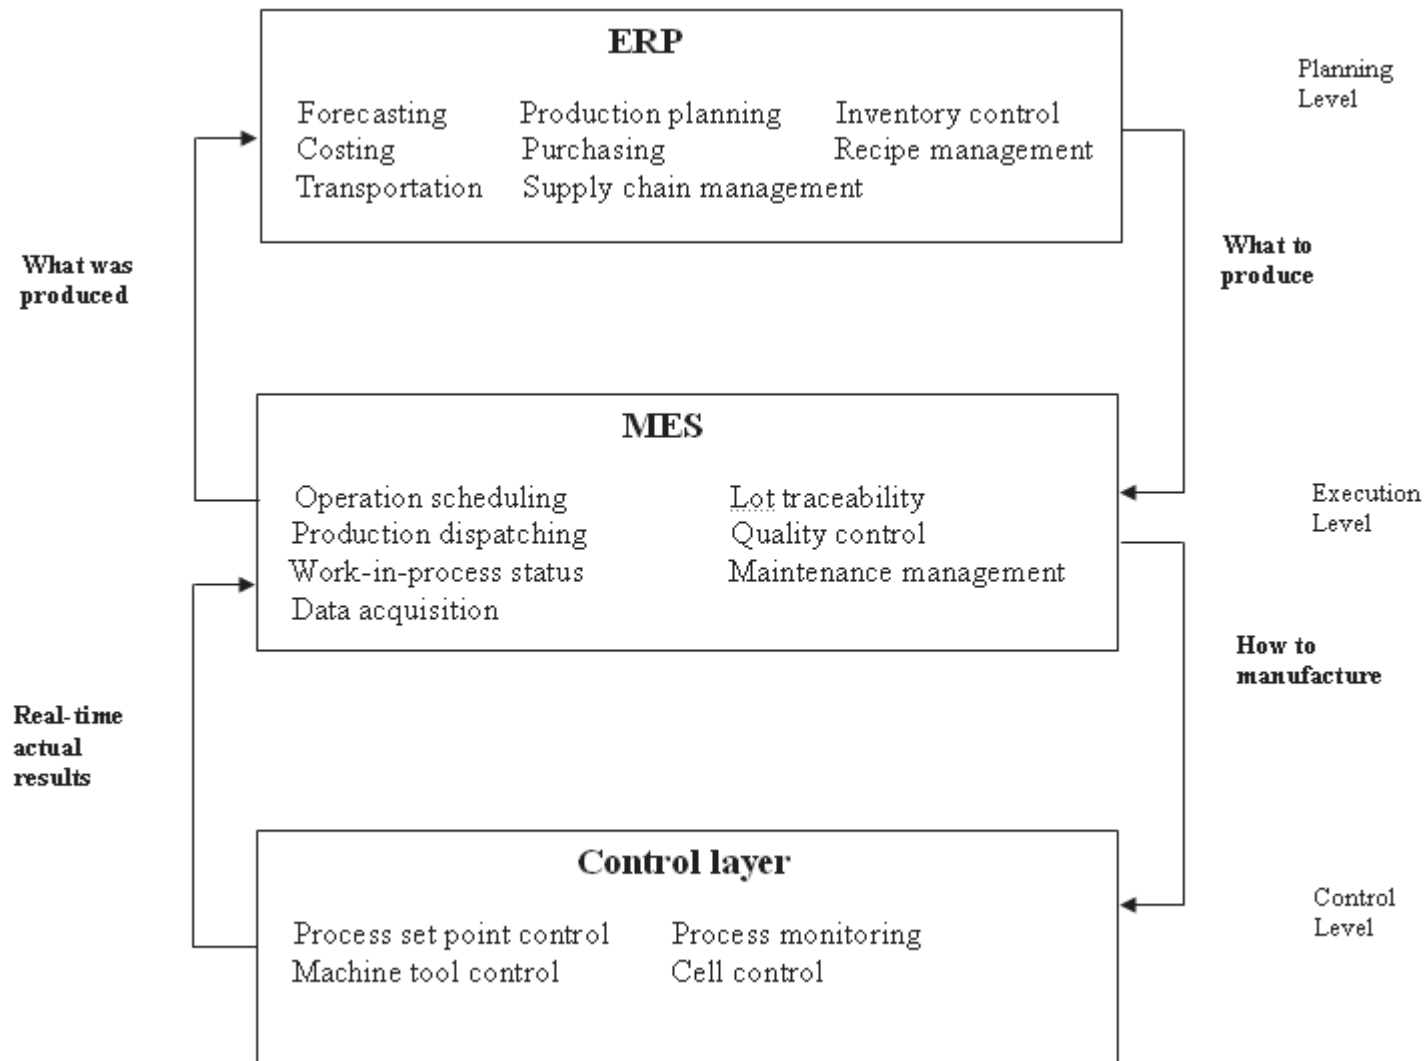 ERP
Planning
Level
Forecasting Production planning Inventory control
Costing Purchasing Recipe management
Transportation Supply chain management
What was
produced
What to
produce
MES
Operation scheduling Lot traceability
Production dispatching Quality control
Work-in-process status Maintenance management
Data acquisition
Execution
Level
How to
manufacture
Real-time
actual
results
Control layer
Process set point control Process monitoring
Machine tool control Cell control
Control
Level